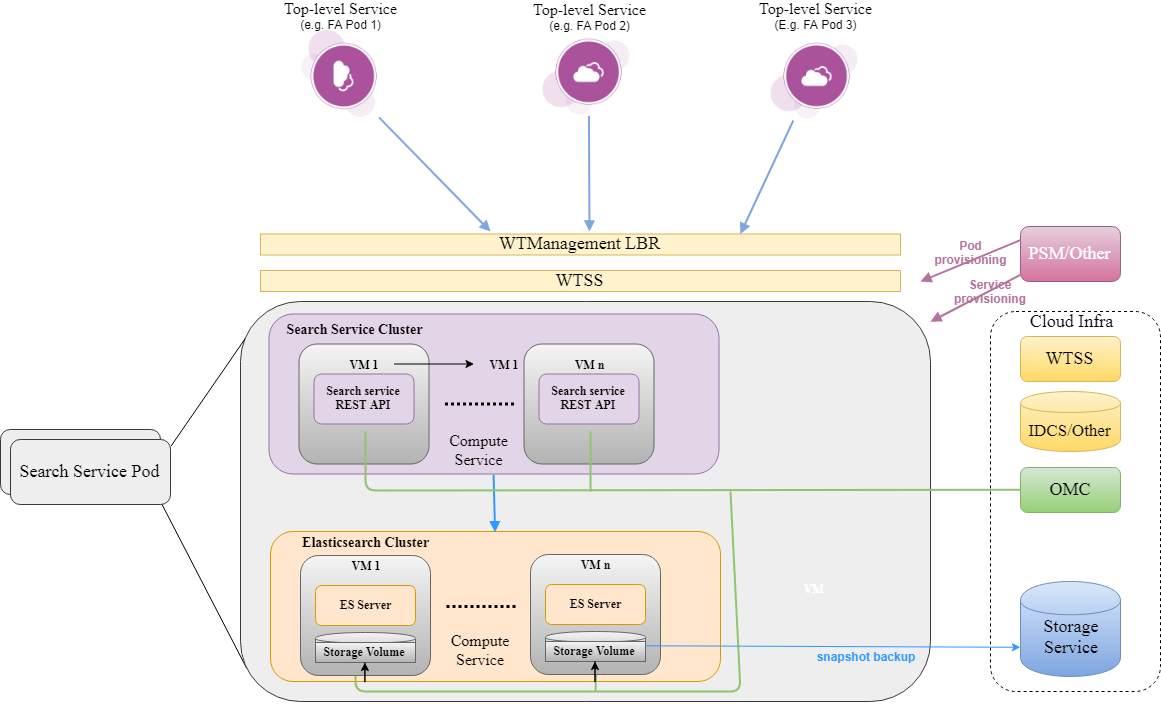 Top-level Service
(e.g. FA Pod 1)
Top-level Service
(e.g. FA Pod 2)
Top-level Service
(E.g. FA Pod 3)
WTManagement LBR
WTSS
Pod
provisioning
PSM/Other
Service
provisioning
Search Service Cluster
VM 1
VM 1
VM n
Search service
REST API
Search service
REST API
Compute
Service
Cloud Infra
WTSS
IDCS/Other
OMC
Search Service Pod
Elasticsearch Cluster
VM 1
VM n
ES Server
ES Server
Compute
Service
Storage Volume
Storage Volume
VM
Storage
Service
snapshot backup